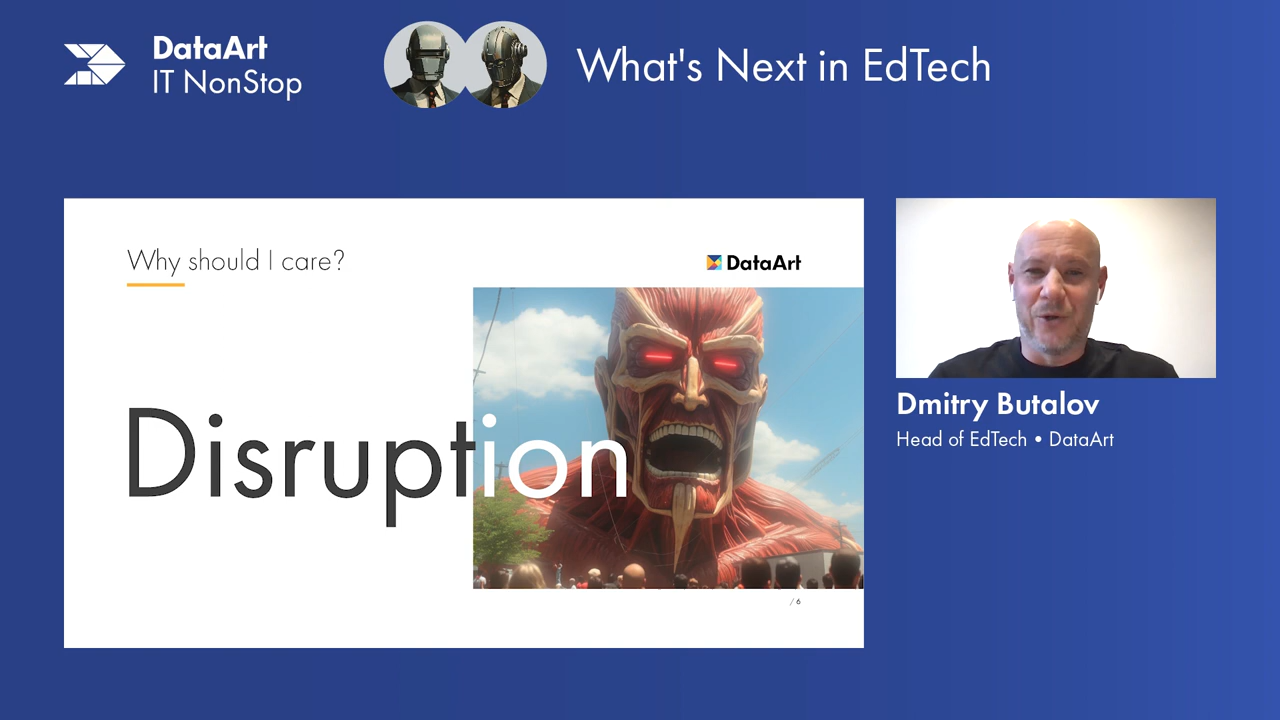 DataArt
IT NonStop
What's Next in EdTech
Why should I care?
DataArt
Disruption
/ 6
Dmitry Butalov
Head of EdTech • DataArt